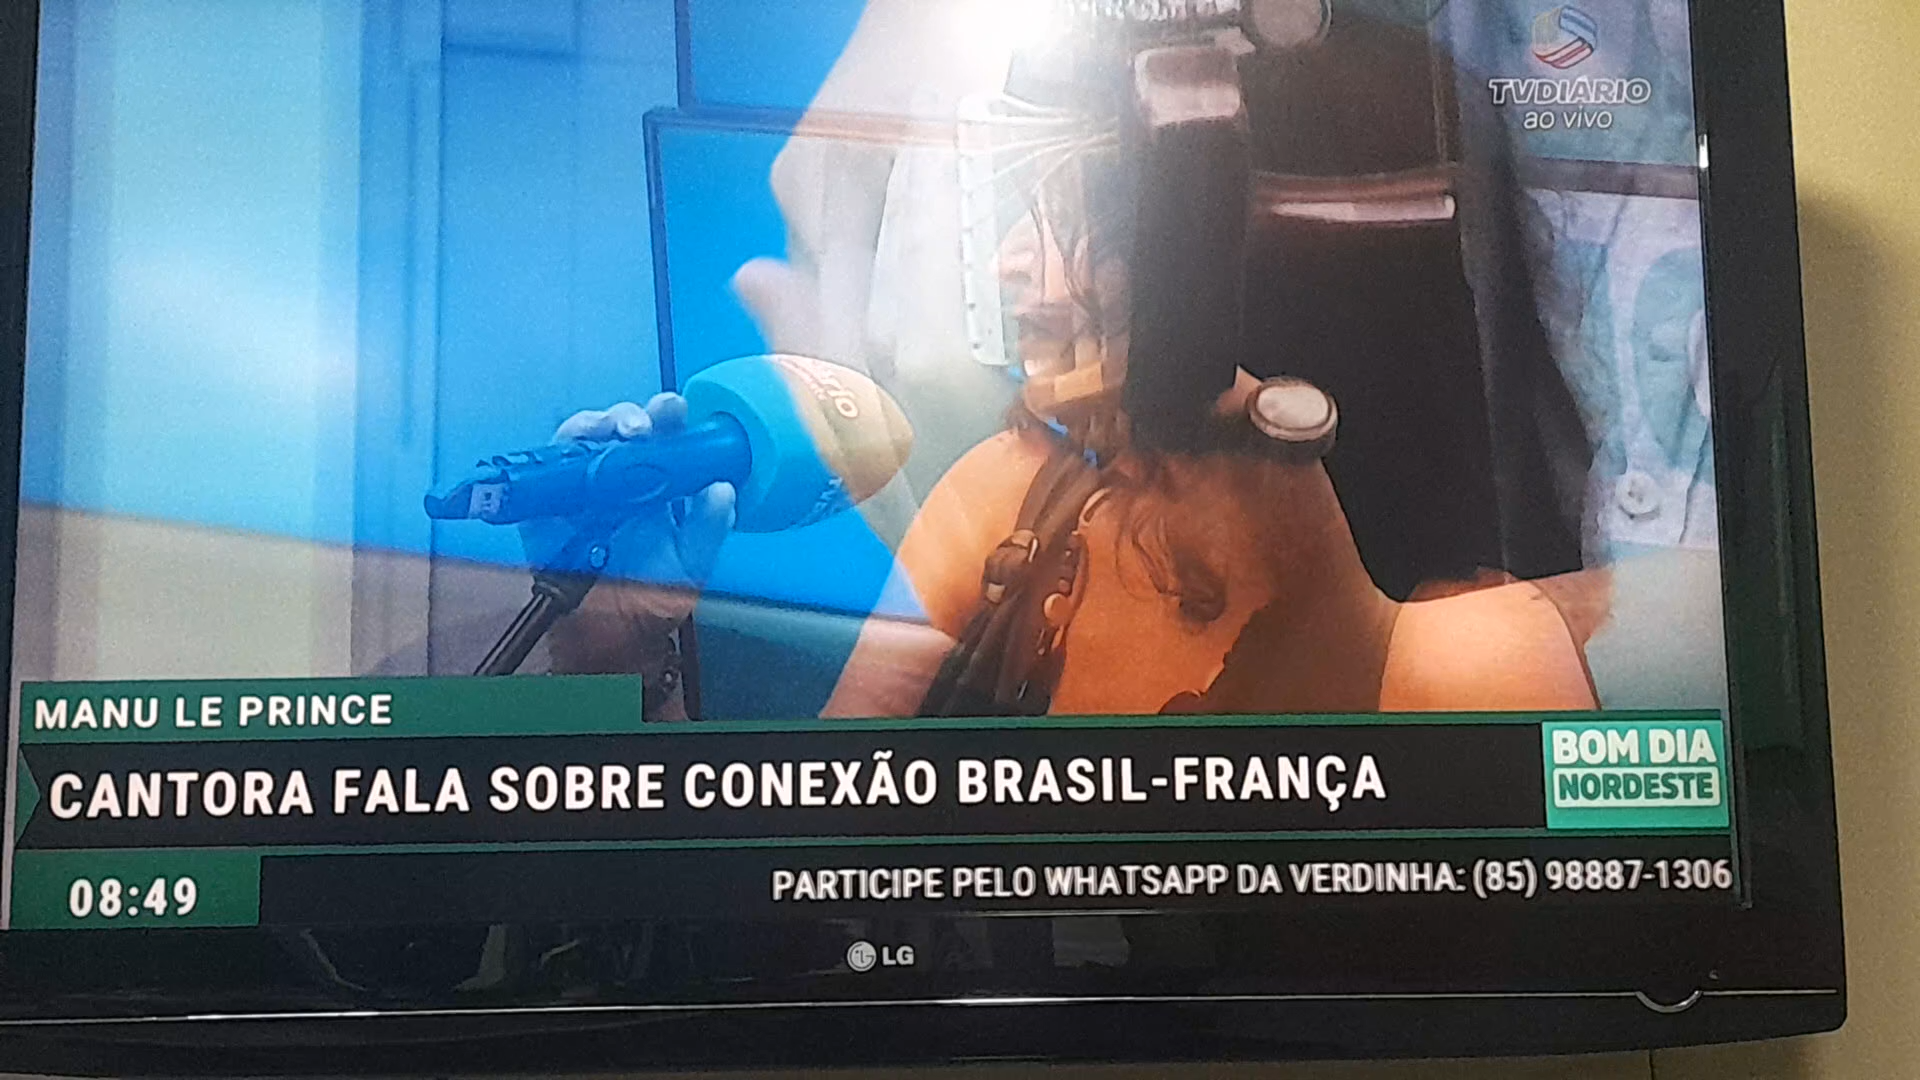 TVDIÁRIO
ao vivo
MANU LE PRINCE
CANTORA FALA SOBRE CONEXÃO BRASIL-FRANÇA
BOM DIA
NORDESTE
08:49
PARTICIPE PELO WHATSAPP DA VERDINHA: (85) 98887-1306
LG